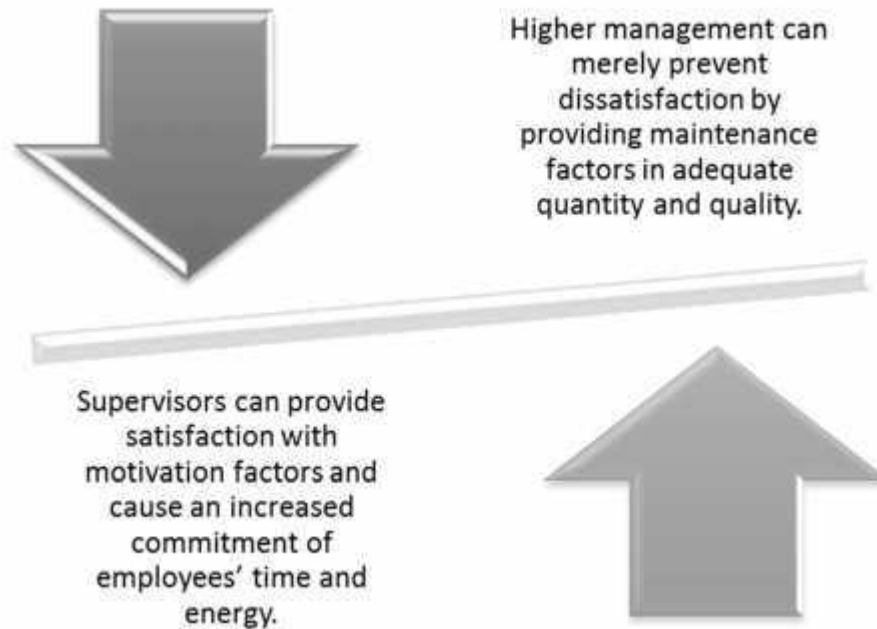 Higher management can
merely prevent
dissatisfaction by
providing maintenance
factors in adequate
quantity and quality.
Supervisors can provide
satisfaction with
motivation factors and
cause an increased
commitment of
employees’ time and
energy.